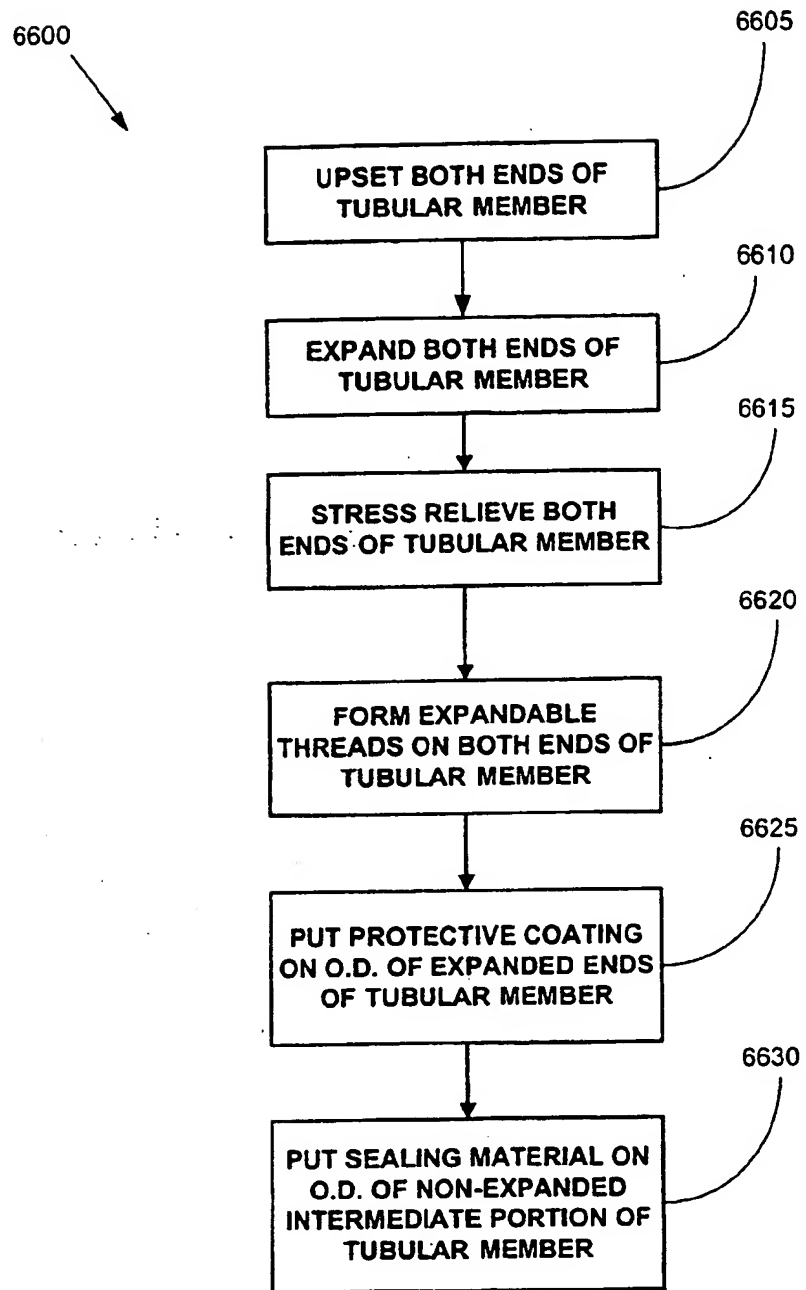 6600
6605
UPSET BOTH ENDS OF
TUBULAR MEMBER
6610
EXPAND BOTH ENDS OF
TUBULAR MEMBER
6615
STRESS RELIEVE BOTH
ENDS OF TUBULAR MEMBER
6620
FORM EXPANDABLE
THREADS ON BOTH ENDS OF
TUBULAR MEMBER
6625
PUT PROTECTIVE COATING
ON O.D. OF EXPANDED ENDS
OF TUBULAR MEMBER
6630
PUT SEALING MATERIAL ON
O.D. OF NON-EXPANDED
INTERMEDIATE PORTION OF
TUBULAR MEMBER